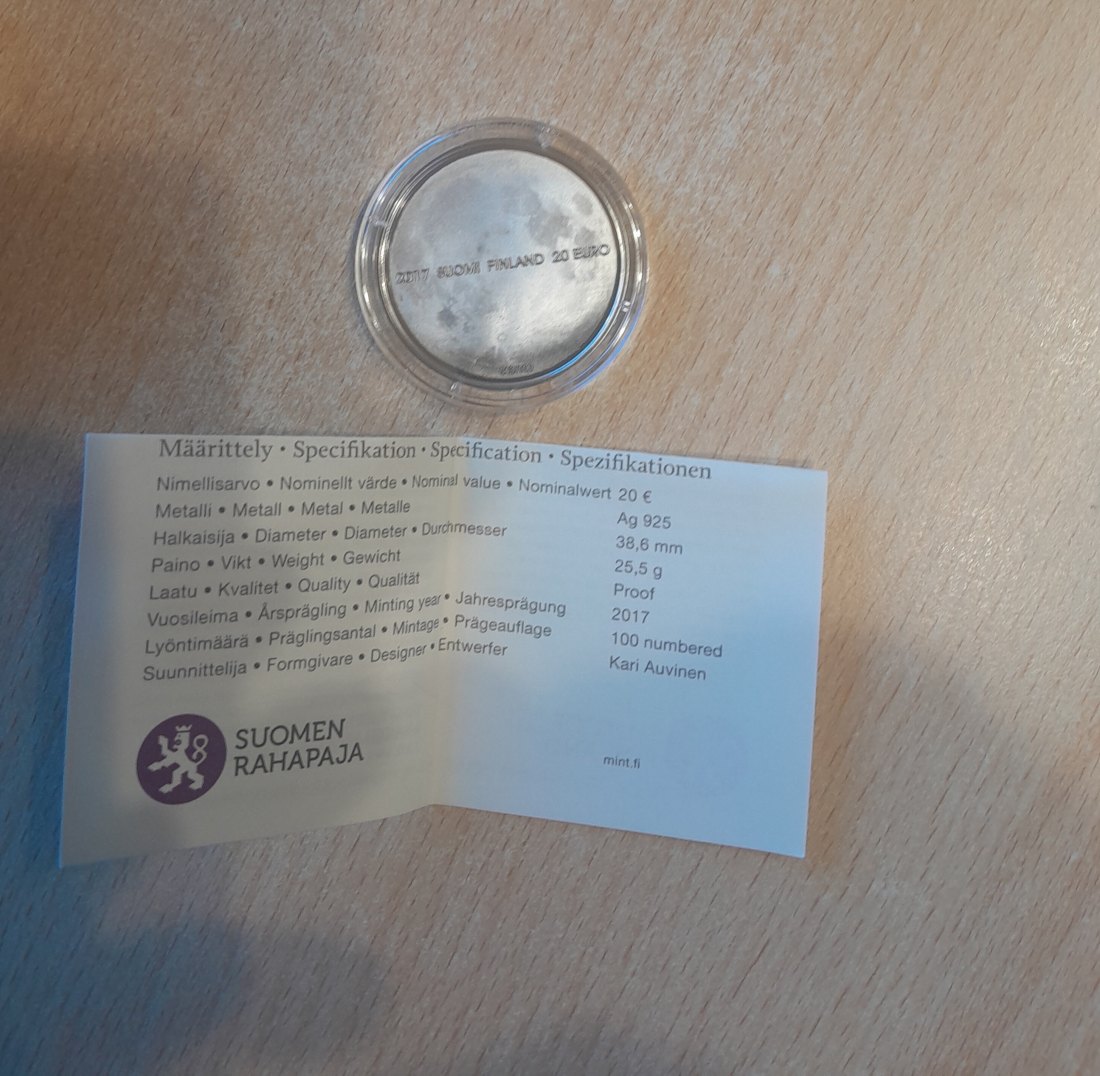 2017 SUOMI FINLAND 20 EURO
Määrittely • Specifikation • Specification • Spezifikationen
Nimellisarvo • Nominellt värde • Nominal value • Nominalwert 20 €
Metalli • Metall • Metal • Metalle Ag 925
Halkaisija • Diameter • Diameter • Durchmesser 38,6 mm
Paino • Vikt • Weight • Gewicht 25,5 g
Laatu • Kvalitet • Quality • Qualität Proof
Vuosileima • Årsprägling • Minting year • Jahresprägung 2017
Lyöntimäärä • Präglingsantal • Mintage • Prägeauflage 100 numbered
Suunnittelija • Formgivare • Designer • Entwerfer Kari Auvinen
SUOMEN
RAHAPAJA
mint.fi